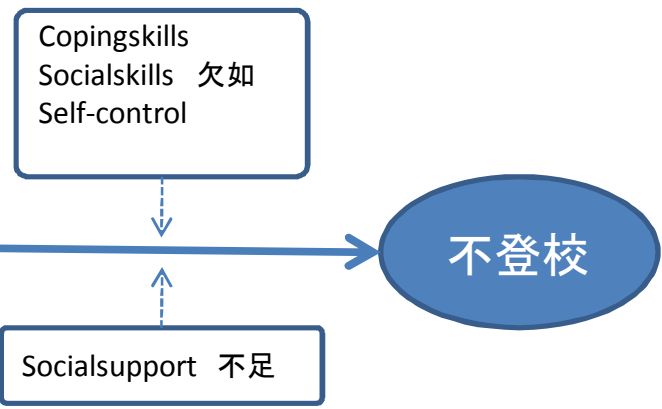 Copingskills
Socialskills 欠如
Self-control
不登校
Socialsupport 不足